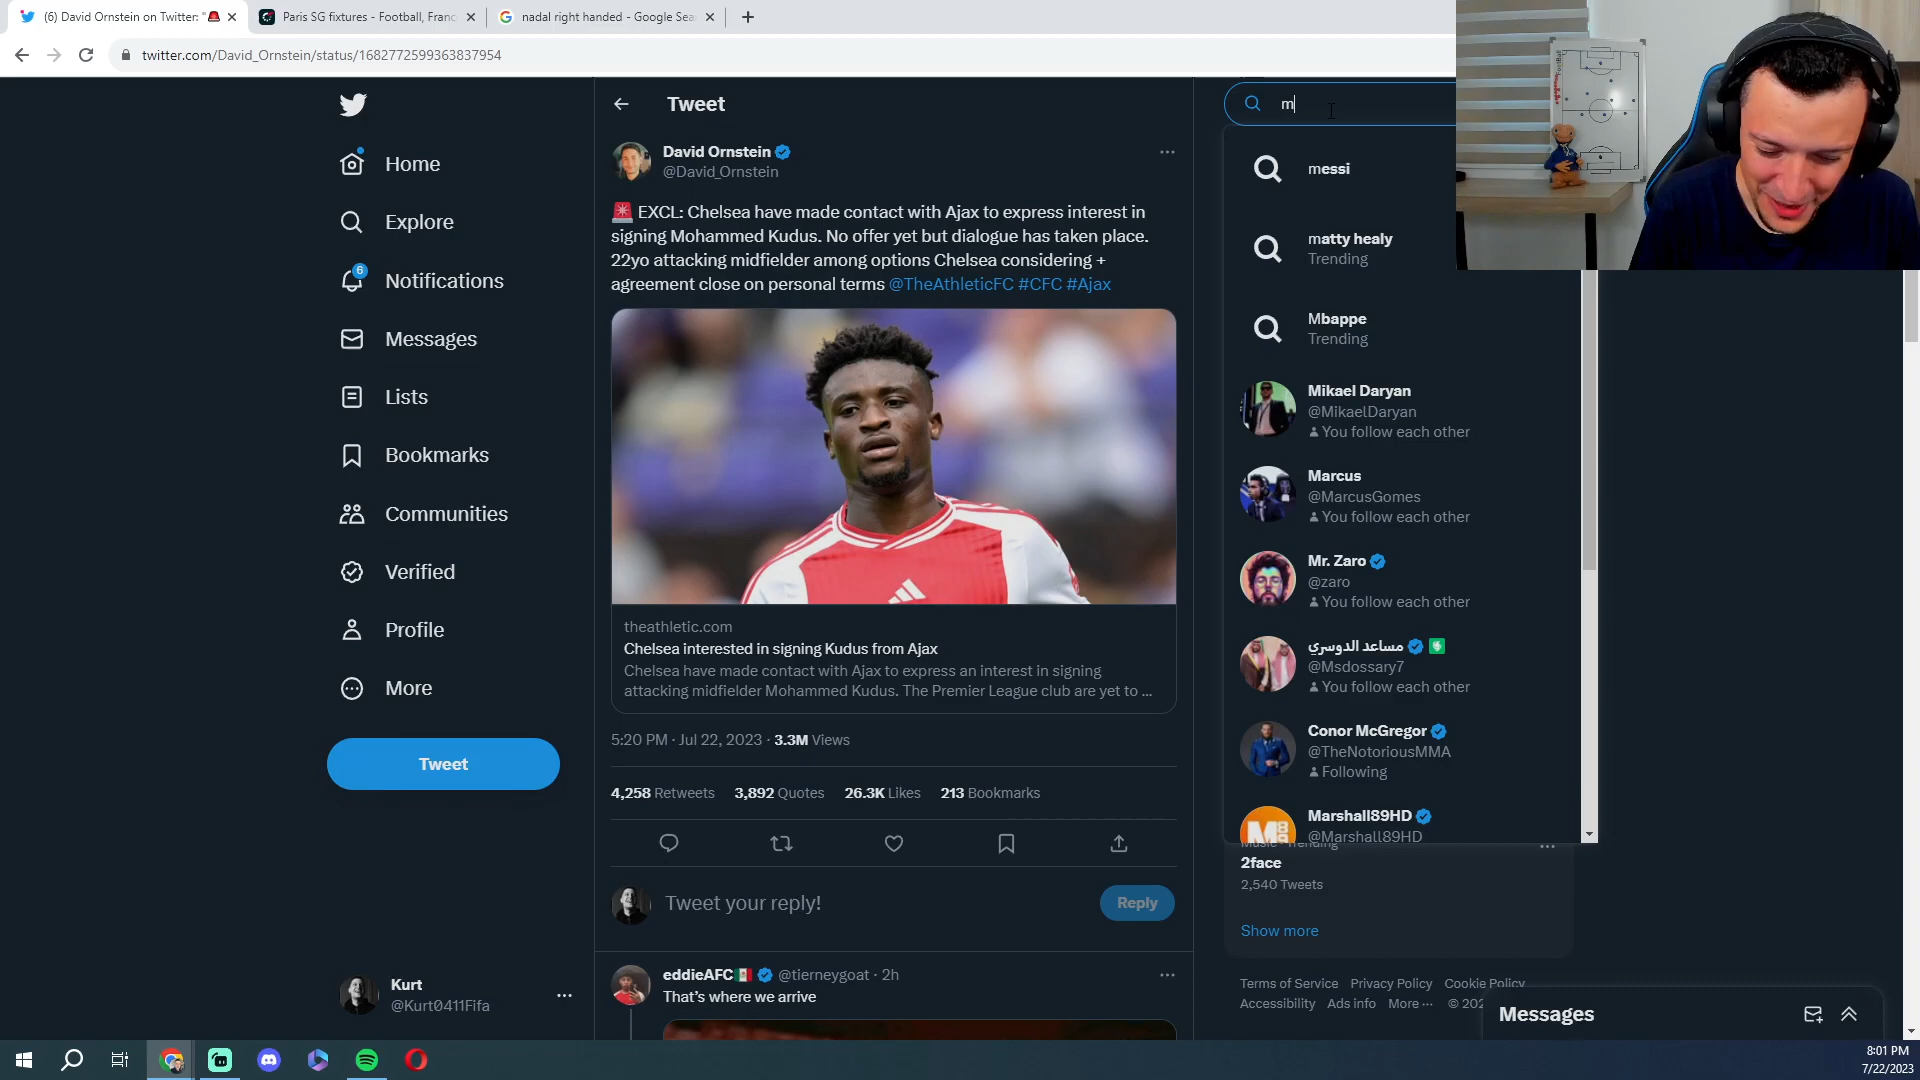 (6) David Ornstein on Twitter: "🚨
Paris SG fixtures - Football, Franc
nadal right handed - Google Sea
twitter.com/David_Ornstein/status/1682772599363837954
Home
Explore
6
Notifications
Messages
Lists
Bookmarks
Communities
Verified
Profile
More
Tweet
Kurt
@Kurt0411Fifa
Tweet
David Ornstein
@David_Ornstein
🚨 EXCL: Chelsea have made contact with Ajax to express interest in
signing Mohammed Kudus. No offer yet but dialogue has taken place.
22yo attacking midfielder among options Chelsea considering +
agreement close on personal terms @TheAthleticFC #CFC #Ajax
theathletic.com
Chelsea interested in signing Kudus from Ajax
Chelsea have made contact with Ajax to express an interest in signing
attacking midfielder Mohammed Kudus. The Premier League club are yet to ...
5:20 PM · Jul 22, 2023 · 3.3M Views
4,258 Retweets 3,892 Quotes 26.3K Likes 213 Bookmarks
Tweet your reply!
Reply
eddieAFC🇲🇽 @tierneygoat · 2h
That's where we arrive
m
messi
matty healy
Trending
Mbappe
Trending
Mikael Daryan
@MikaelDaryan
You follow each other
Marcus
@MarcusGomes
You follow each other
Mr. Zaro
@zaro
You follow each other
مساعد الدوسري
@Msdossary7
You follow each other
Conor McGregor
@TheNotoriousMMA
Following
Marshall89HD
@Marshall89HD
Music · Trending
2face
2,540 Tweets
Show more
Terms of Service Privacy Policy Cookie Policy
Accessibility Ads info More ··· © 202
Messages
8:01 PM
7/22/2023